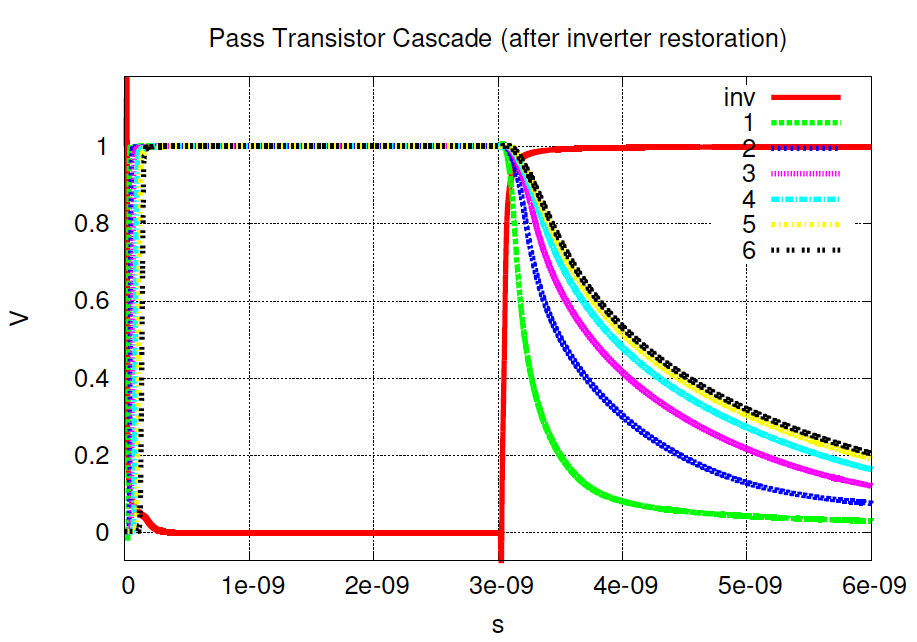 Pass Transistor Cascade (after inverter restoration)
inv
1
2
3
4
5
6
1
0.8
0.6
0.4
0.2
0
V
0 1e-09 2e-09 3e-09 4e-09 5e-09 6e-09
s